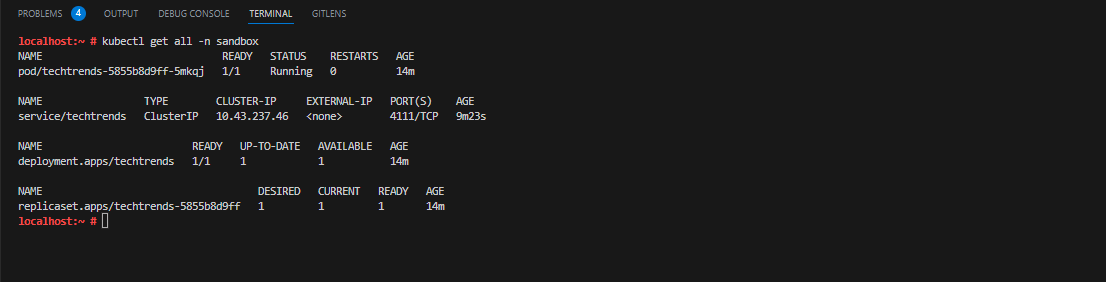 PROBLEMS 4 OUTPUT DEBUG CONSOLE TERMINAL GITLENS
localhost:~ # kubectl get all -n sandbox
NAME READY STATUS RESTARTS AGE
pod/techtrends-5855b8d9ff-5mkqj 1/1 Running 0 14m
NAME TYPE CLUSTER-IP EXTERNAL-IP PORT(S) AGE
service/techtrends ClusterIP 10.43.237.46 <none> 4111/TCP 9m23s
NAME READY UP-TO-DATE AVAILABLE AGE
deployment.apps/techtrends 1/1 1 1 14m
NAME DESIRED CURRENT READY AGE
replicaset.apps/techtrends-5855b8d9ff 1 1 1 14m
localhost:~ #